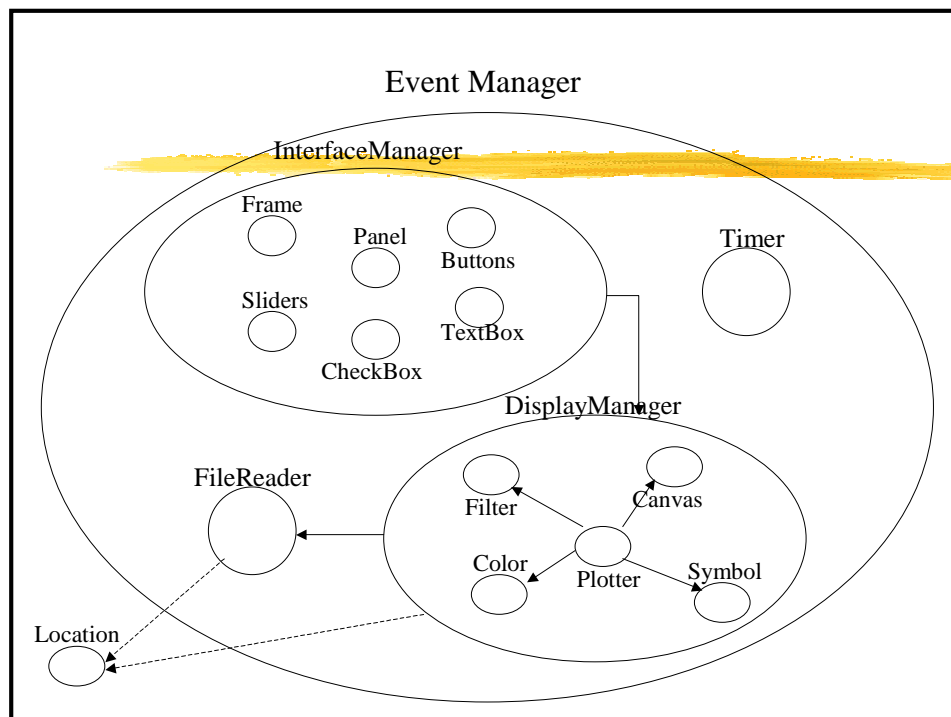 Event Manager
InterfaceManager
Frame
Panel
Buttons
Timer
Sliders
TextBox
CheckBox
DisplayManager
FileReader
Filter
Canvas
Color
Plotter
Symbol
Location